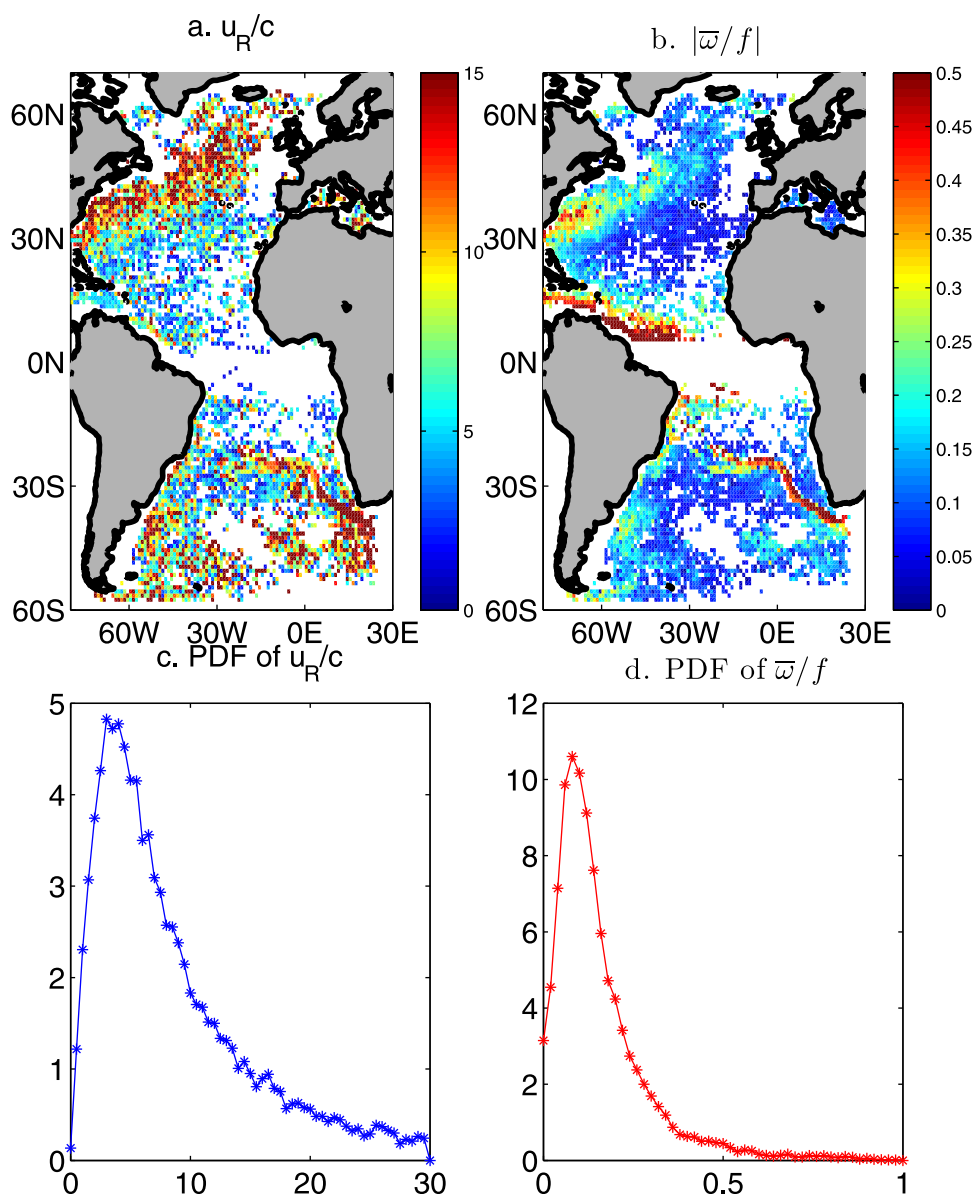 a. u_R/c
b. |ω̅/f|
60N
30N
0N
30S
60S
60W 30W 0E 30E
15
10
5
0
60N
30N
0N
30S
60S
60W 30W 0E 30E
0.5
0.45
0.4
0.35
0.3
0.25
0.2
0.15
0.1
0.05
0
c. PDF of u_R/c
d. PDF of ω̅/f
5
4
3
2
1
0
0 10 20 30
12
10
8
6
4
2
0
0 0.5 1